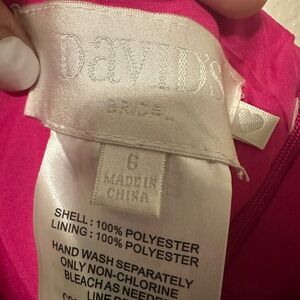 DAVID'S
BRIDAL
6
MADE IN
CHINA
SHELL : 100% POLYESTER
LINING : 100% POLYESTER
HAND WASH SEPARATELY
ONLY NON-CHLORINE
BLEACH AS NEEDED
LINE